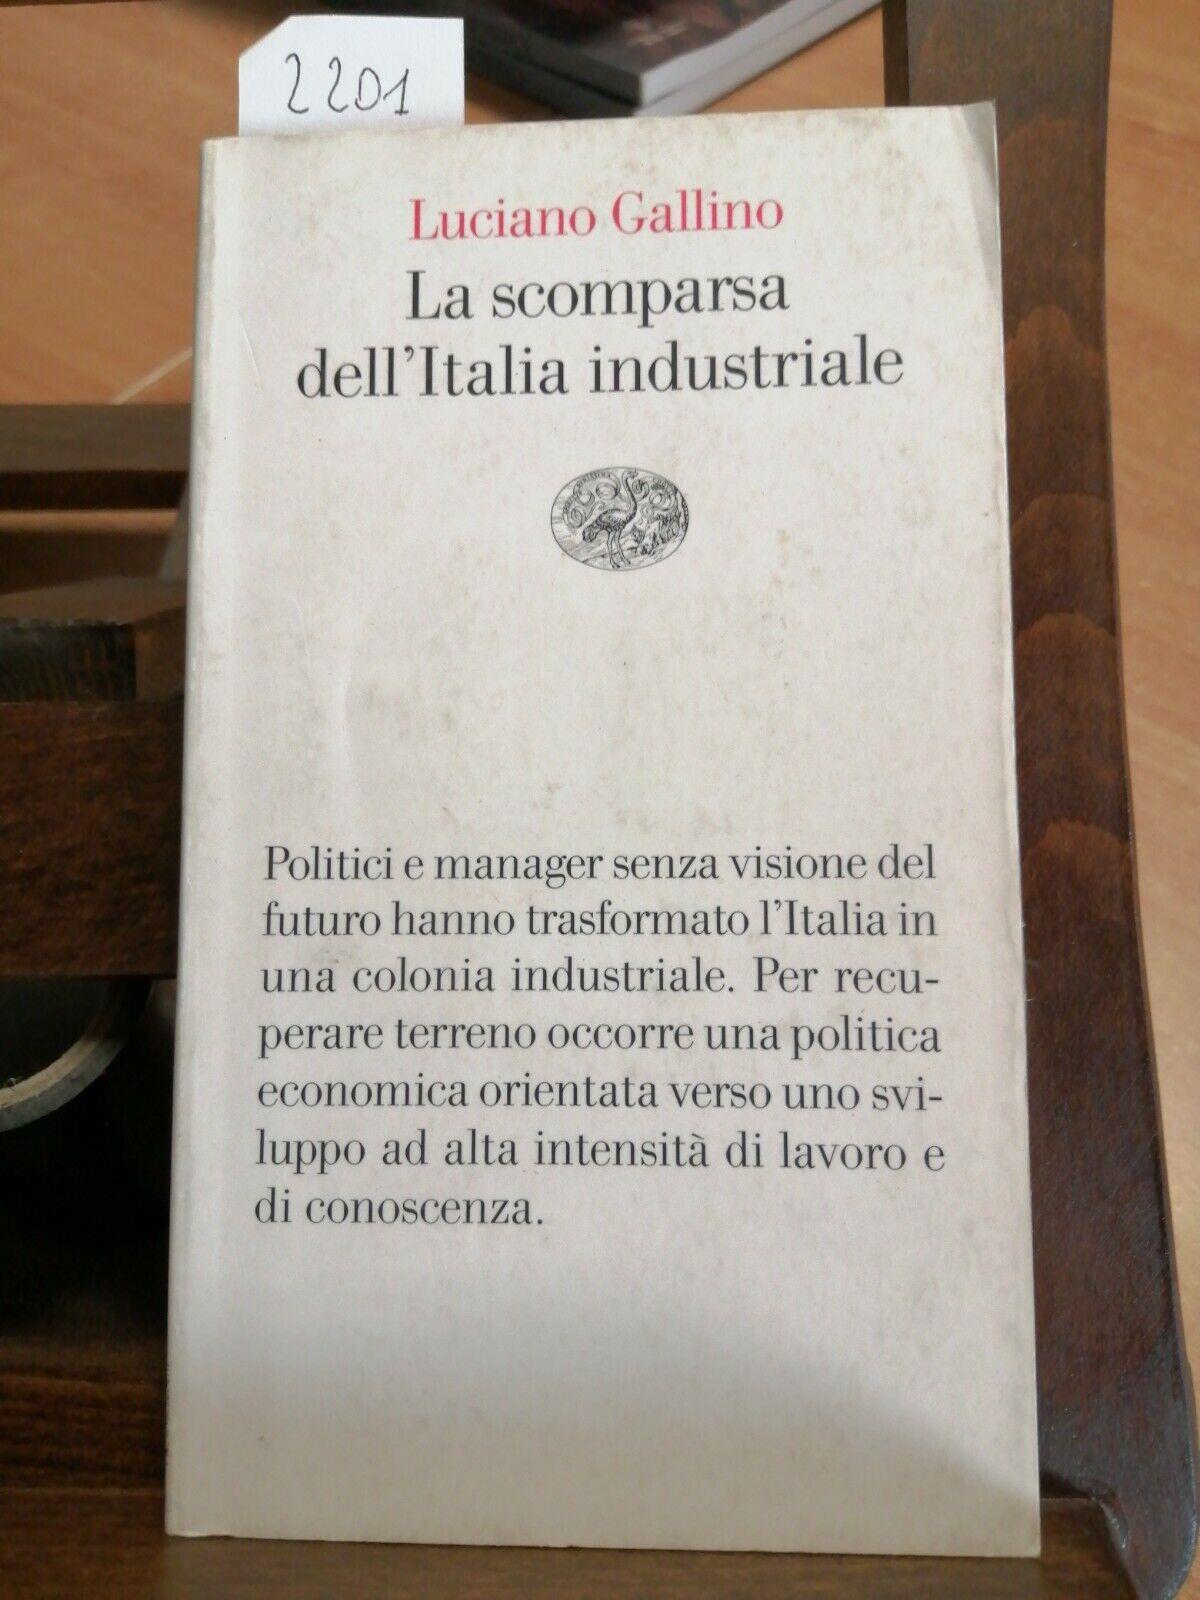 2201
Luciano Gallino
La scomparsa
dell'Italia industriale
Politici e manager senza visione del
futuro hanno trasformato l'Italia in
una colonia industriale. Per recu-
perare terreno occorre una politica
economica orientata verso uno svi-
luppo ad alta intensità di lavoro e
di conoscenza.